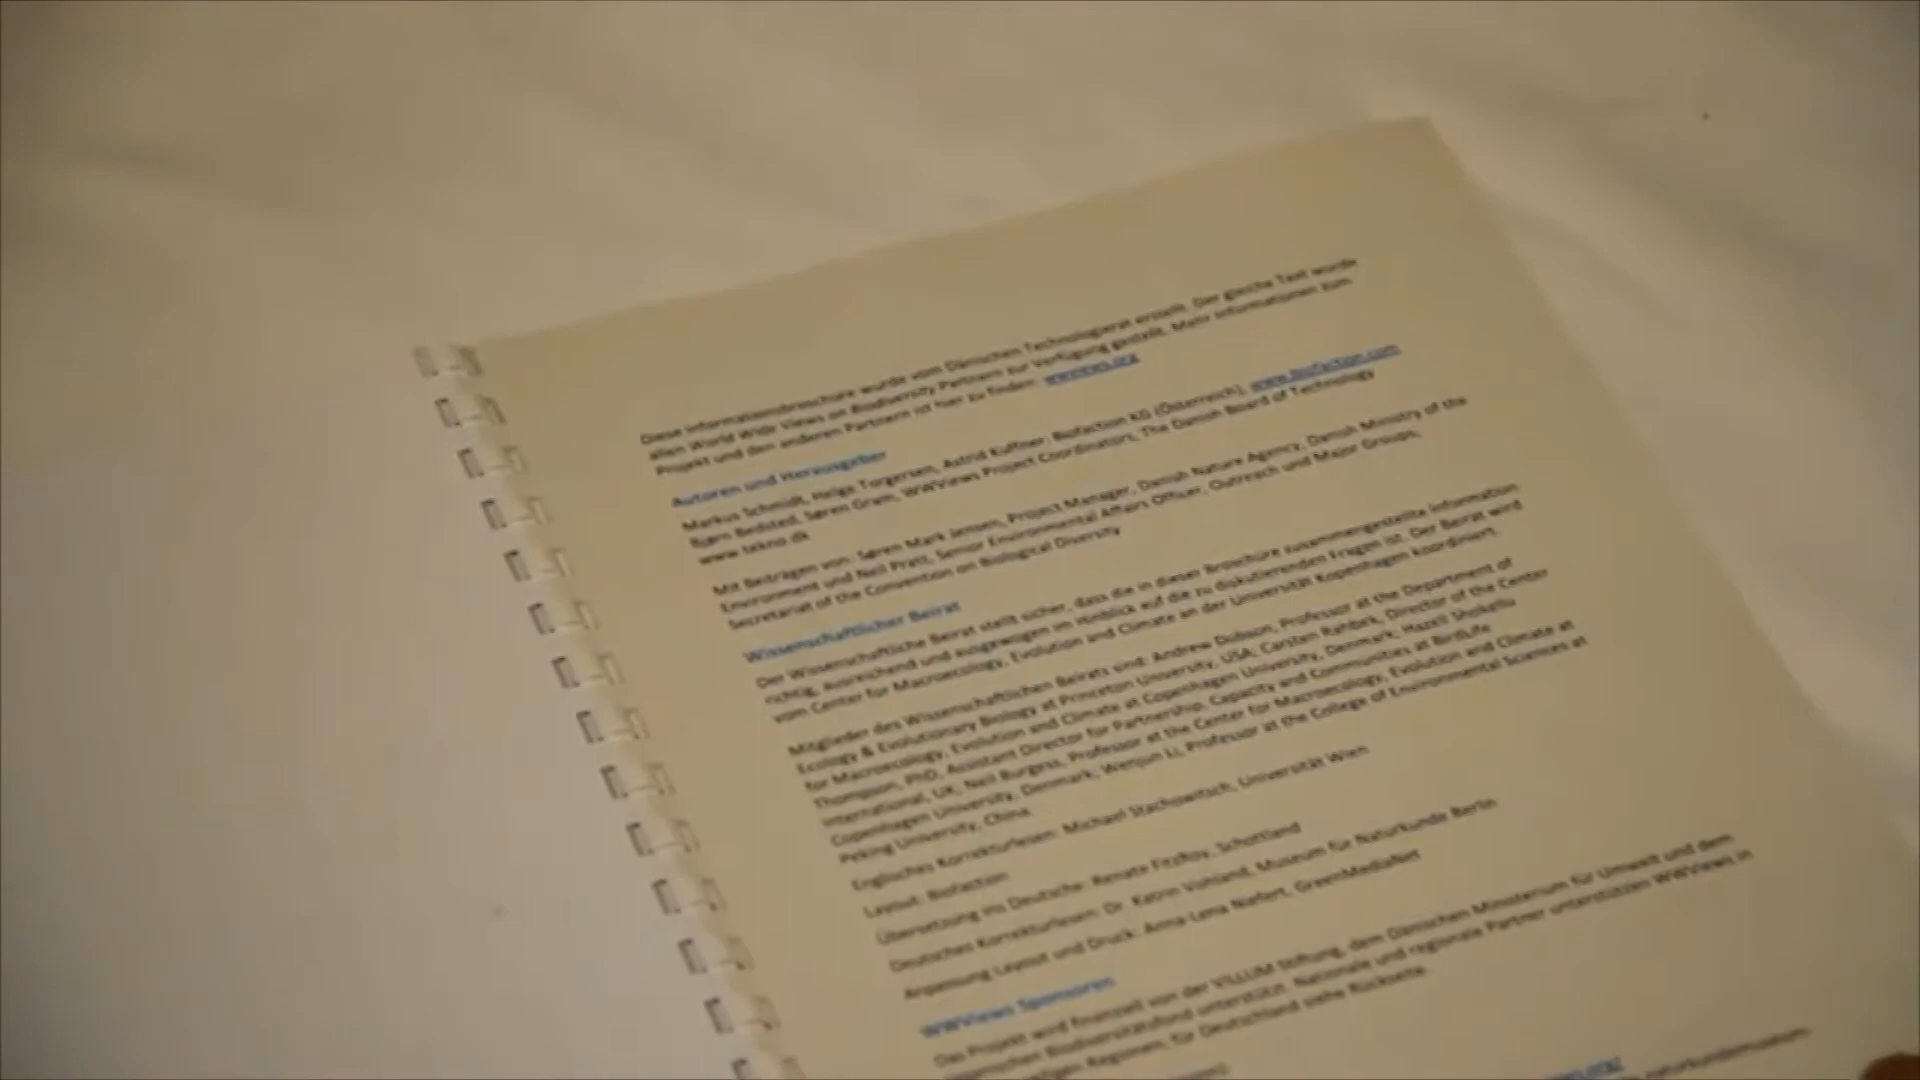 Diese Informationsbroschüre wurde vom Dänischen Technologierat erstellt. Der gleiche Text wurde
allen World Wide Views on Biodiversity Partnern zur Verfügung gestellt. Mehr Informationen zum
Projekt und den anderen Partnern ist hier zu finden: wwviews.org
Autoren und Herausgeber
Markus Schmidt, Helge Torgersen, Astrid Kuffner, Biofaction KG (Österreich), www.biofaction.com
Bjørn Bedsted, Søren Gram, WWViews Project Coordinators, The Danish Board of Technology
www.tekno.dk
Mit Beiträgen von: Søren Mark Jensen, Project Manager, Danish Nature Agency, Danish Ministry of the
Environment und Neil Pratt, Senior Environmental Affairs Officer, Outreach und Major Groups,
Secretariat of the Convention on Biological Diversity
Wissenschaftlicher Beirat
Der Wissenschaftliche Beirat stellt sicher, dass die in dieser Broschüre zusammengestellte Information
richtig, ausreichend und ausgewogen im Hinblick auf die zu diskutierenden Fragen ist. Der Beirat wird
vom Center for Macroecology, Evolution and Climate an der Universität Kopenhagen koordiniert.
Mitglieder des Wissenschaftlichen Beirats sind: Andrew Dobson, Professor at the Department of
Ecology & Evolutionary Biology at Princeton University, USA; Carsten Rahbek, Director of the Center
for Macroecology, Evolution and Climate at Copenhagen University, Denmark; Hazell Shokellu
Thompson, PhD, Assistant Director for Partnership, Capacity and Communities at BirdLife
International, UK; Neil Burgess, Professor at the Center for Macroecology, Evolution and Climate at
Copenhagen University, Denmark; Wenjun Li, Professor at the College of Environmental Sciences at
Peking University, China
Englisches Korrekturlesen: Michael Stachowitsch, Universität Wien
Layout: Biofaction
Übersetzung ins Deutsche: Renate FitzRoy, Schottland
Deutsches Korrekturlesen: Dr. Katrin Vohland, Museum für Naturkunde Berlin
Anpassung Layout und Druck: Anna-Lena Niefert, GreenMediaNet
WWViews Sponsoren
Das Projekt wird finanziell von der VILLUM Stiftung, dem Dänischen Ministerium für Umwelt und dem
Biodiversitätsfond unterstützt. Nationale und regionale Partner unterstützen WWViews in
Regionen; für Deutschland siehe Rückseite.